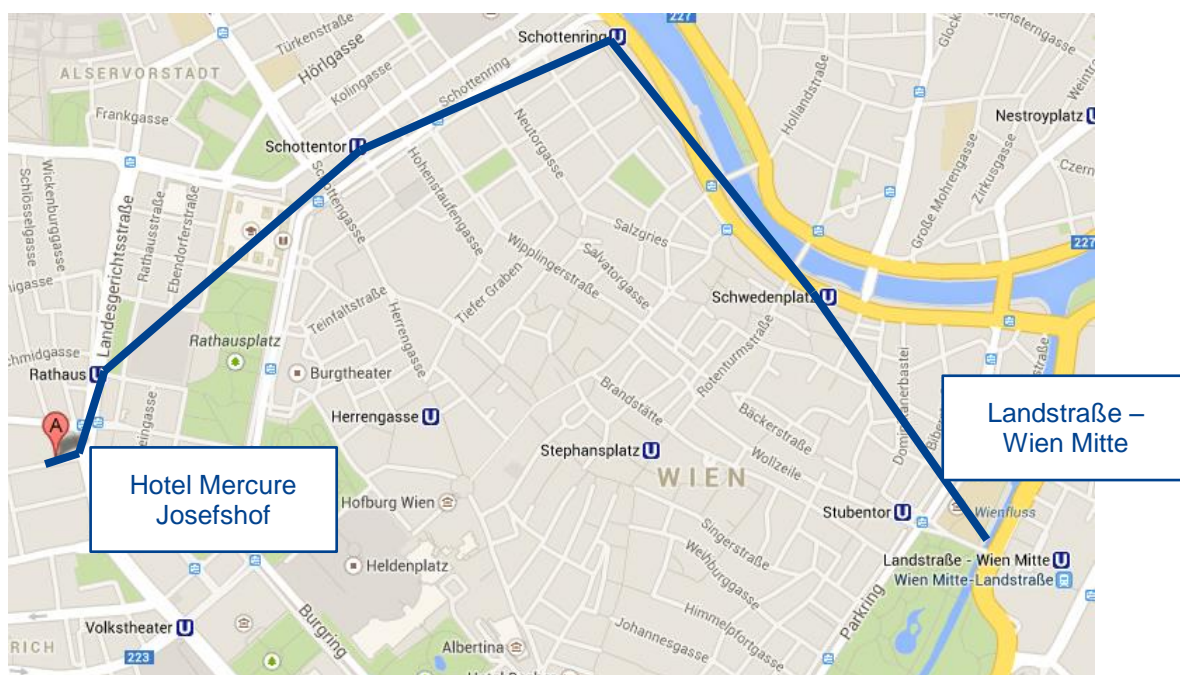 227
Schottenring U
Türkenstraße
Hörlgasse
ALSERVORSTADT
Kolingasse
Schottenring
Hollandstraße
Nestroyplatz U
Frankgasse
Neutorgasse
Schottentor U
Große Mohrengasse
Zirkusgasse
Czern
Schlösselgasse
Wickenburggasse
Landesgerichtsstraße
Rathausstraße
Ebendorferstraße
Schottengasse
Hohenstaufengasse
Salzgries
Wipplingerstraße
Salvatorgasse
227
Tiefer Graben
Teinfaltstraße
Herrengasse
Schwedenplatz U
Rathausplatz
Rotenturmstraße
Rathaus U
Burgtheater
Brandstätte
Dominikanerbastei
A
Herrengasse U
Bäckerstraße
Landstraße –
Wien Mitte
Stephansplatz U
Wollzeile
WIEN
Hotel Mercure
Josefshof
Hofburg Wien
Stubentor U
Wienfluss
Singerstraße
Weihburggasse
Landstraße - Wien Mitte U
Wien Mitte-Landstraße
Heldenplatz
Himmelpfortgasse
Parkring
Volkstheater U
Burgring
Johannesgasse
Albertina
RICH
223